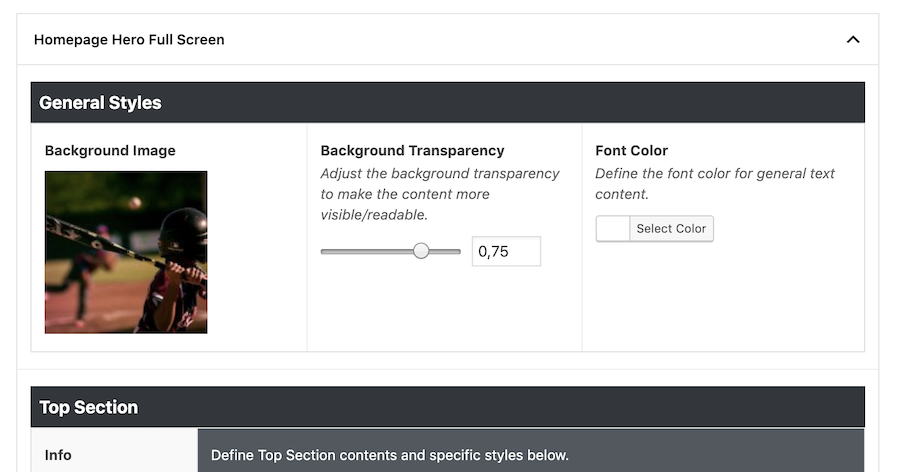 Homepage Hero Full Screen
General Styles
Background Image
Background Transparency
Adjust the background transparency
to make the content more
visible/readable.
0,75
Font Color
Define the font color for general text
content.
Select Color
Top Section
Info
Define Top Section contents and specific styles below.